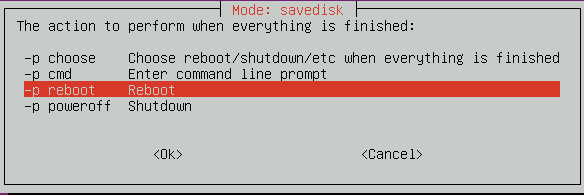 Mode: savedisk
The action to perform when everything is finished:
-p choose Choose reboot/shutdown/etc when everything is finished
-p cmd Enter command line prompt
-p reboot Reboot
-p poweroff Shutdown
<Ok> <Cancel>